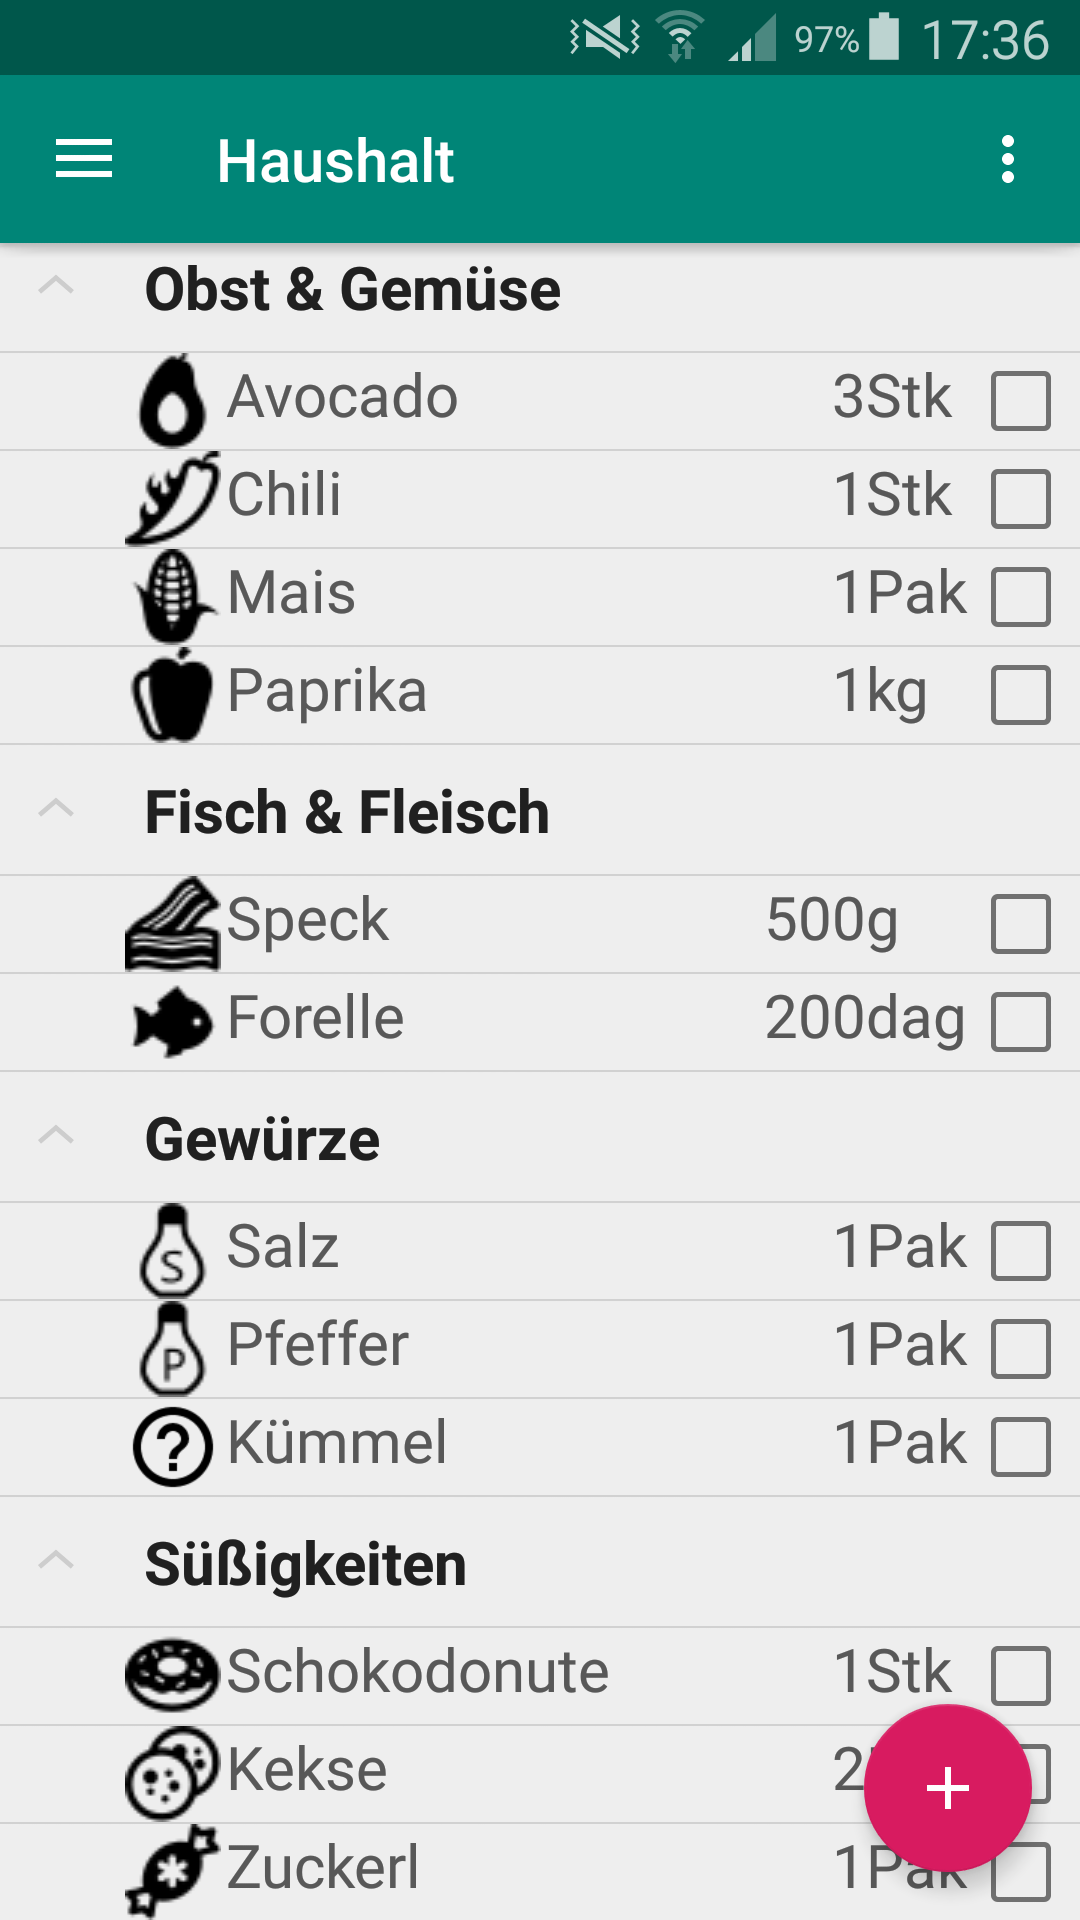 97% 17:36
Haushalt
Obst & Gemüse
Avocado 3Stk
Chili 1Stk
Mais 1Pak
Paprika 1kg
Fisch & Fleisch
Speck 500g
Forelle 200dag
Gewürze
S Salz 1Pak
P Pfeffer 1Pak
? Kümmel 1Pak
Süßigkeiten
Schokodonute 1Stk
Kekse
Zuckerl 1Pak